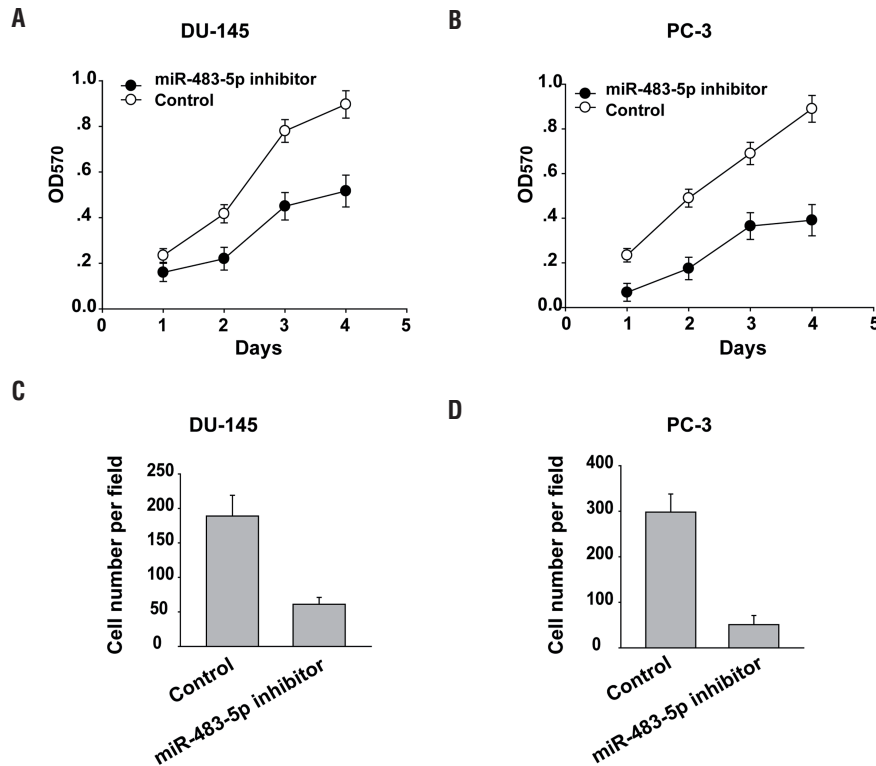 A
DU-145
miR-483-5p inhibitor
Control
1.0
.8
.6
.4
.2
0.0
OD570
0 1 2 3 4 5
Days
B
PC-3
miR-483-5p inhibitor
Control
1.0
.8
.6
.4
.2
0.0
OD570
0 1 2 3 4 5
Days
C
DU-145
250
200
150
100
50
0
Cell number per field
Control
miR-483-5p inhibitor
D
PC-3
400
300
200
100
0
Cell number per field
Control
miR-483-5p inhibitor